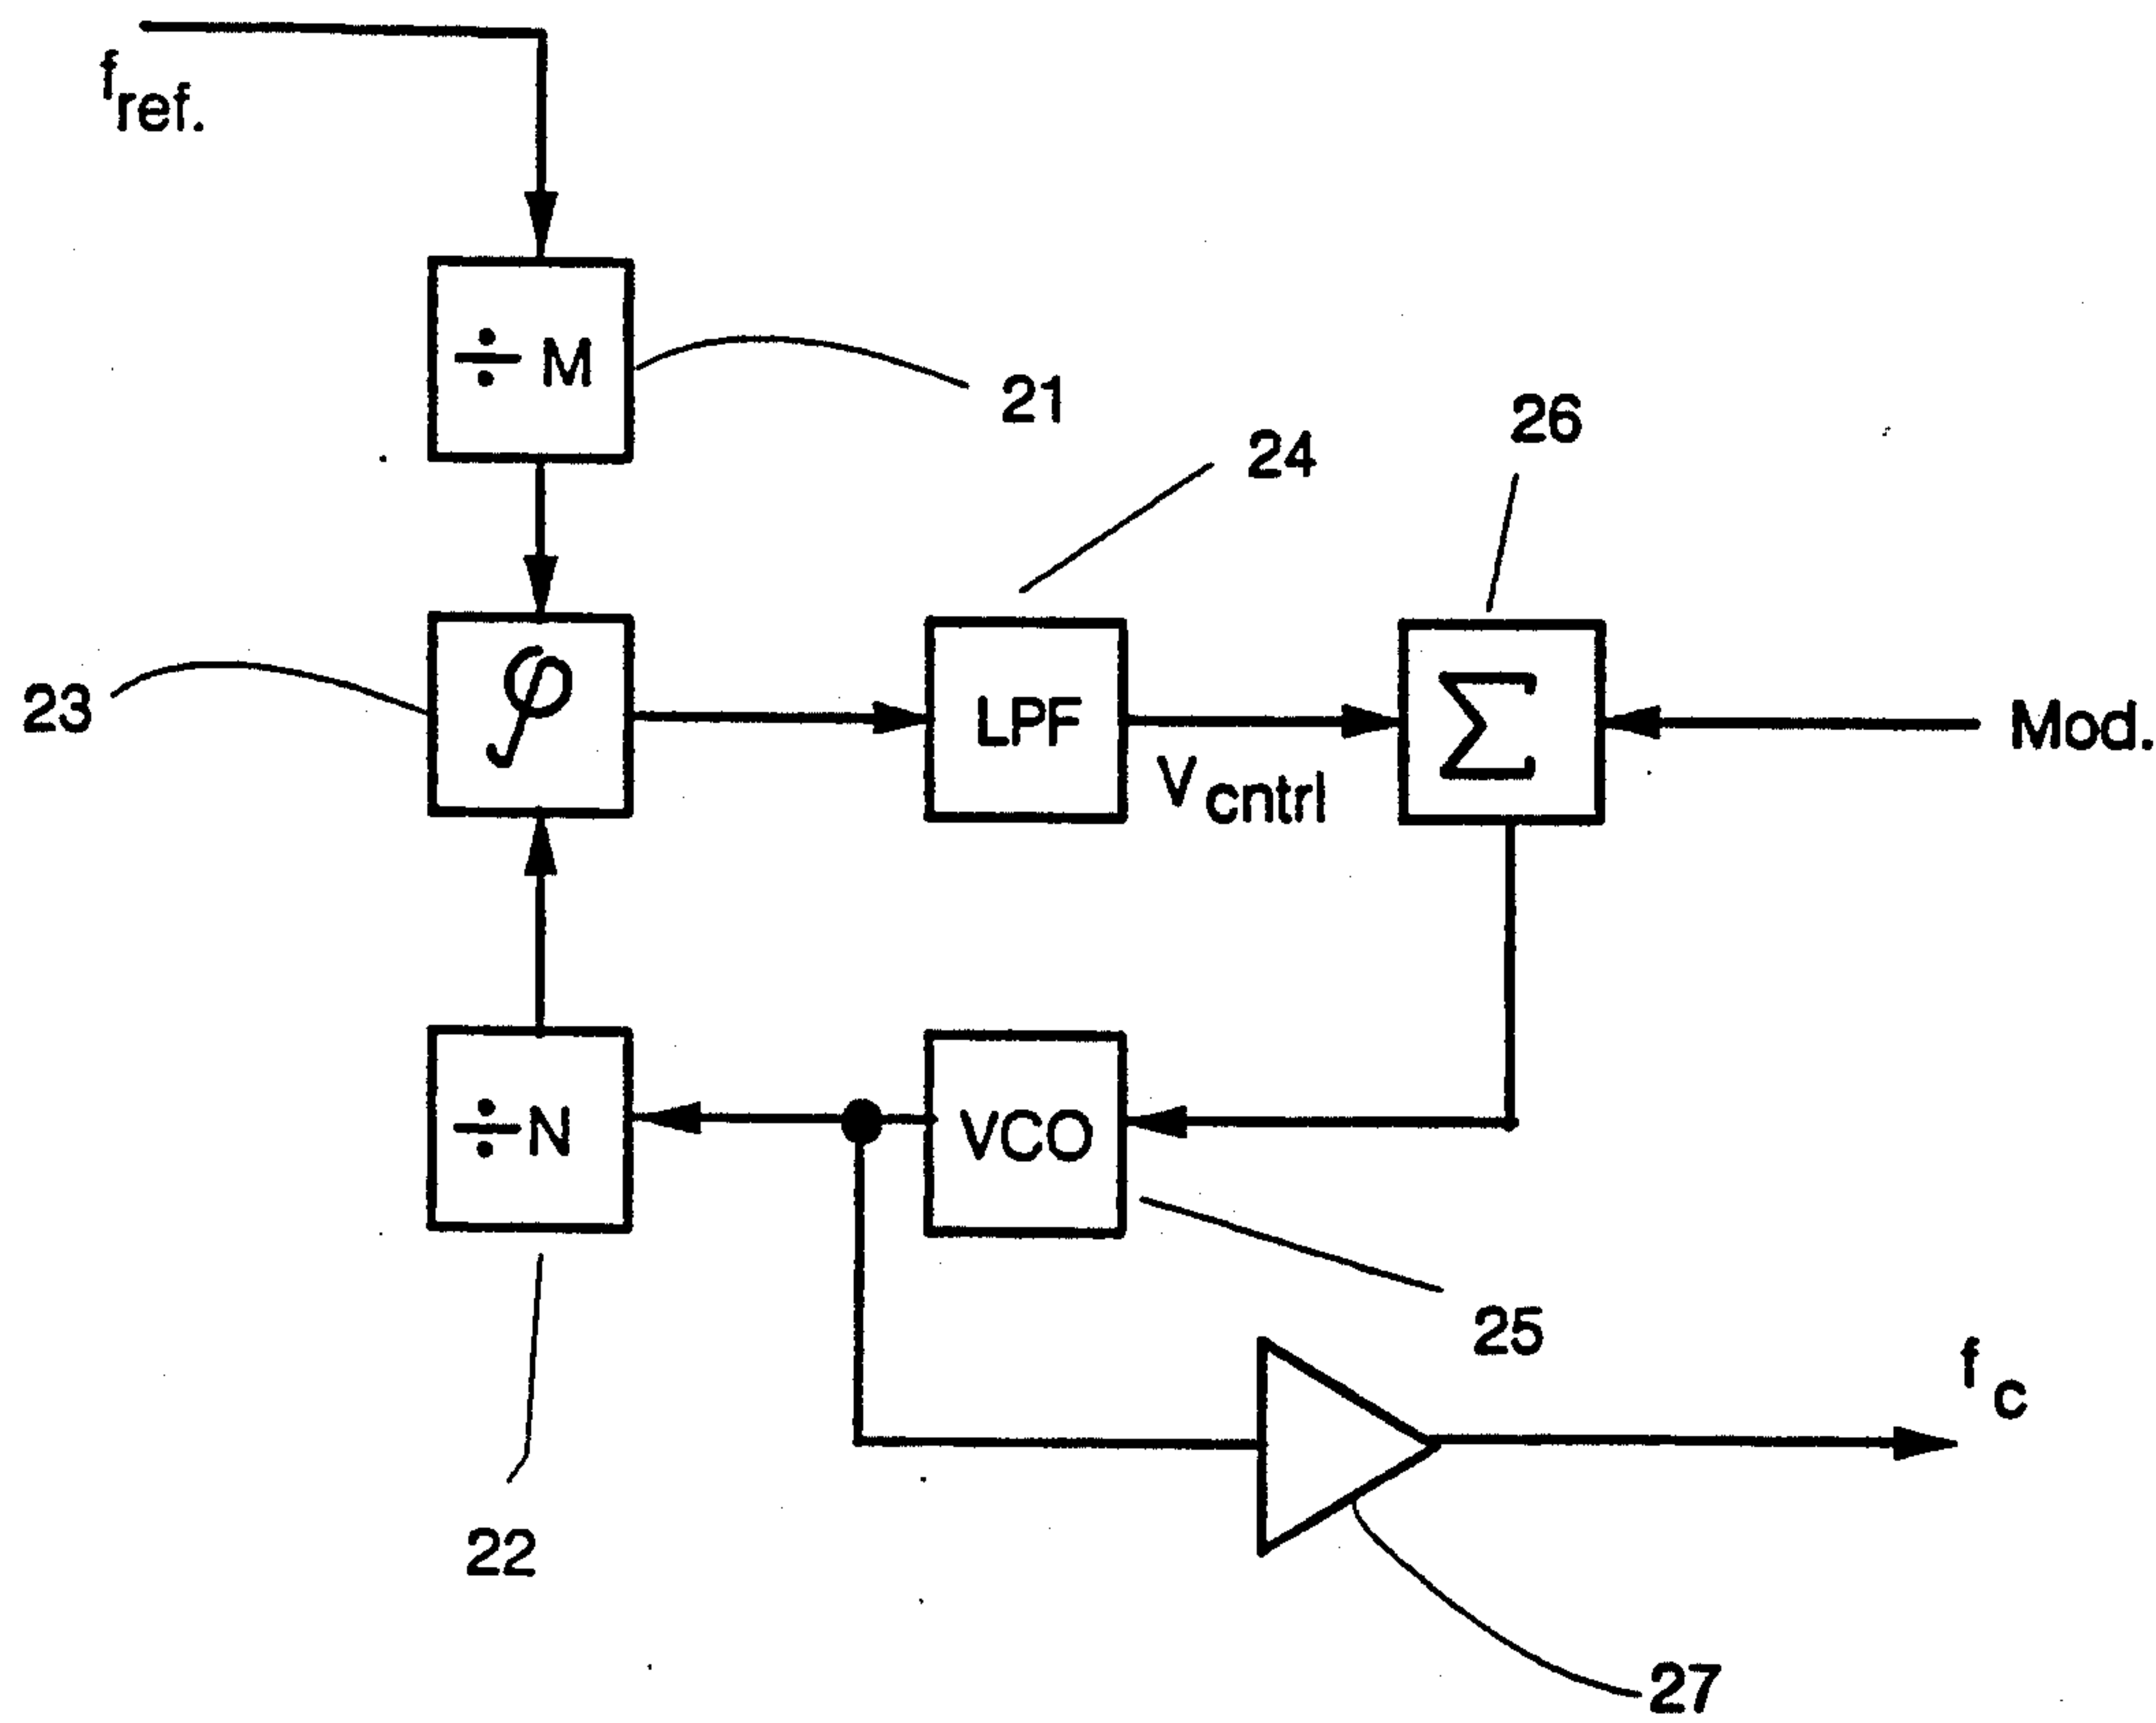 fref.
÷ M
21
24
26
23
φ
LPF
Vcntrl
Σ
Mod.
÷ N
VCO
22
25
fc
27